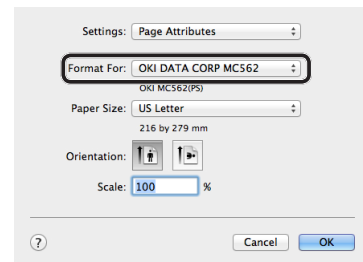 Settings: Page Attributes
Format For: OKI DATA CORP MC562
OKI MC562(PS)
Paper Size: US Letter
216 by 279 mm
Orientation:
Scale: 100 %
? Cancel OK